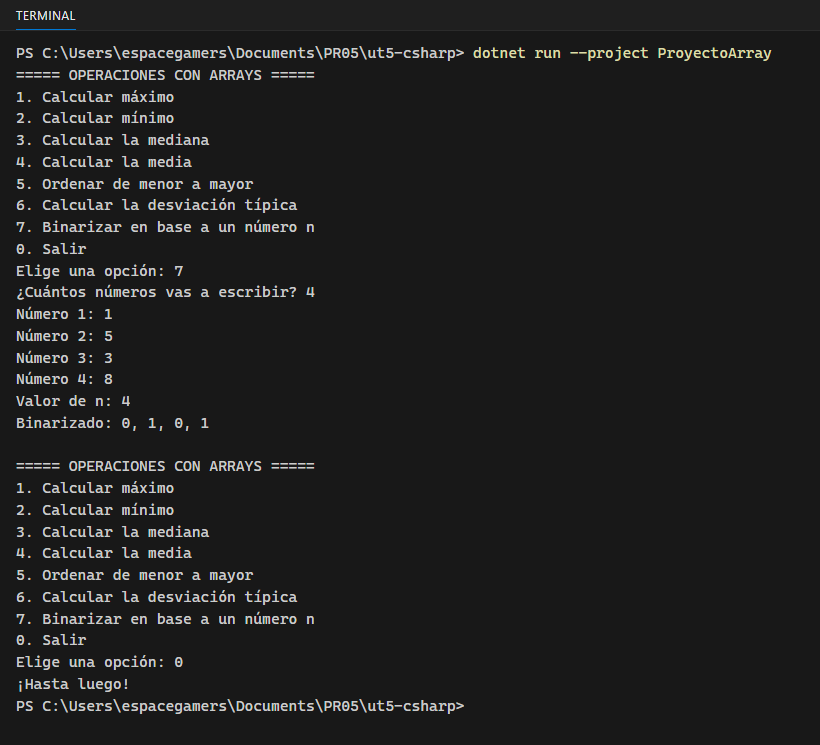 TERMINAL
PS C:\Users\espacegamers\Documents\PR05\ut5-csharp> dotnet run --project ProyectoArray
===== OPERACIONES CON ARRAYS =====
1. Calcular máximo
2. Calcular mínimo
3. Calcular la mediana
4. Calcular la media
5. Ordenar de menor a mayor
6. Calcular la desviación típica
7. Binarizar en base a un número n
0. Salir
Elige una opción: 7
¿Cuántos números vas a escribir? 4
Número 1: 1
Número 2: 5
Número 3: 3
Número 4: 8
Valor de n: 4
Binarizado: 0, 1, 0, 1
===== OPERACIONES CON ARRAYS =====
1. Calcular máximo
2. Calcular mínimo
3. Calcular la mediana
4. Calcular la media
5. Ordenar de menor a mayor
6. Calcular la desviación típica
7. Binarizar en base a un número n
0. Salir
Elige una opción: 0
¡Hasta luego!
PS C:\Users\espacegamers\Documents\PR05\ut5-csharp>